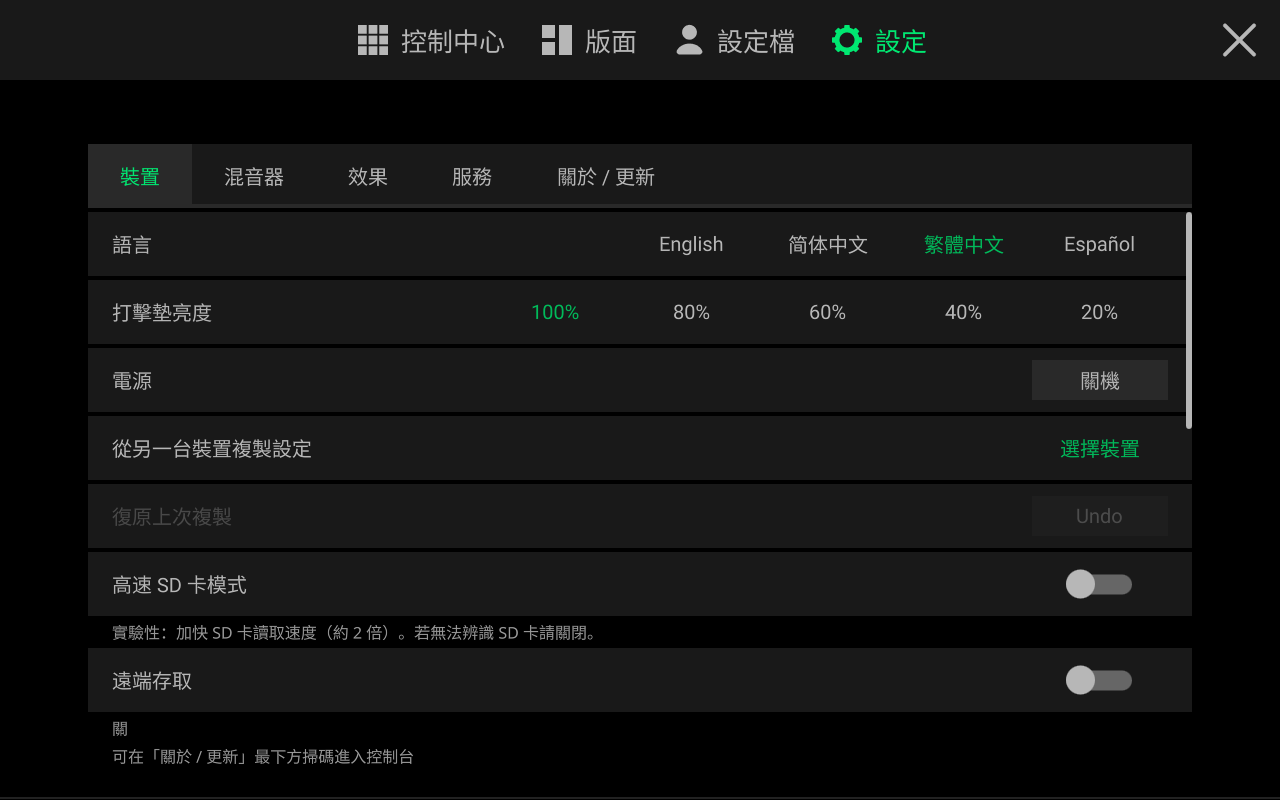 控制中心 版面 設定檔 設定
裝置 混音器 效果 服務 關於 / 更新
語言 English 简体中文 繁體中文 Español
打擊墊亮度 100% 80% 60% 40% 20%
電源 關機
從另一台裝置複製設定 選擇裝置
復原上次複製 Undo
高速 SD 卡模式
實驗性：加快 SD 卡讀取速度（約 2 倍）。若無法辨識 SD 卡請關閉。
遠端存取
關
可在「關於 / 更新」最下方掃碼進入控制台